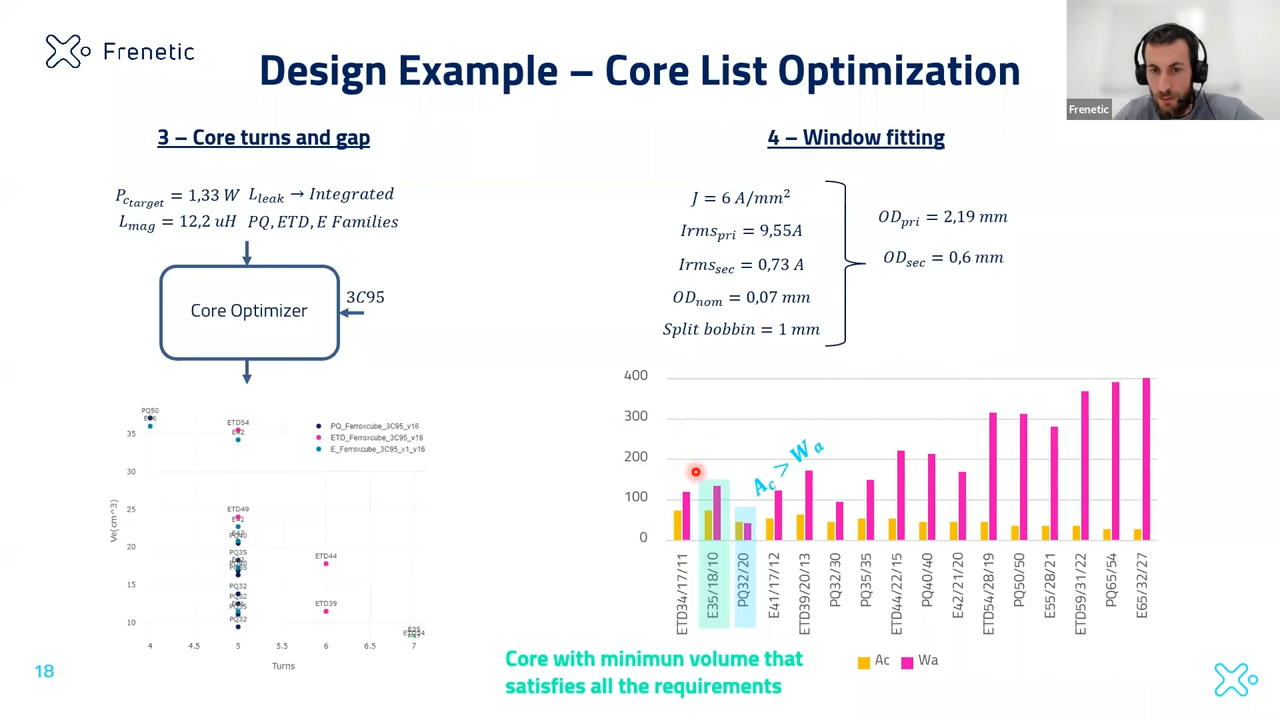 Frenetic
Design Example – Core List Optimization
Frenetic
3 – Core turns and gap
P_c_target = 1,33 W L_leak → Integrated
L_mag = 12,2 uH PQ, ETD, E Families
Core Optimizer
3C95
4 – Window fitting
J = 6 A/mm²
Irms_pri = 9,55A
Irms_sec = 0,73 A
OD_nom = 0,07 mm
Split bobbin = 1 mm
OD_pri = 2,19 mm
OD_sec = 0,6 mm
PQ50
ETD54
ETD49
PQ35
PQ32
PQ32
ETD44
ETD39
PQ_Ferroxcube_3C95_v16
ETD_Ferroxcube_3C95_v16
E_Ferroxcube_3C95_x1_v16
Ve(cm^3)
35
30
25
20
15
10
4 4.5 5 5.5 6 6.5 7
Turns
400
300
200
100
0
A_c > W_a
ETD34/17/11
E35/18/10
PQ32/20
E41/17/12
ETD39/20/13
PQ32/30
PQ35/35
ETD44/22/15
PQ40/40
E42/21/20
ETD54/28/19
PQ50/50
E55/28/21
ETD59/31/22
PQ65/54
E65/32/27
Ac Wa
Core with minimun volume that
satisfies all the requirements
18